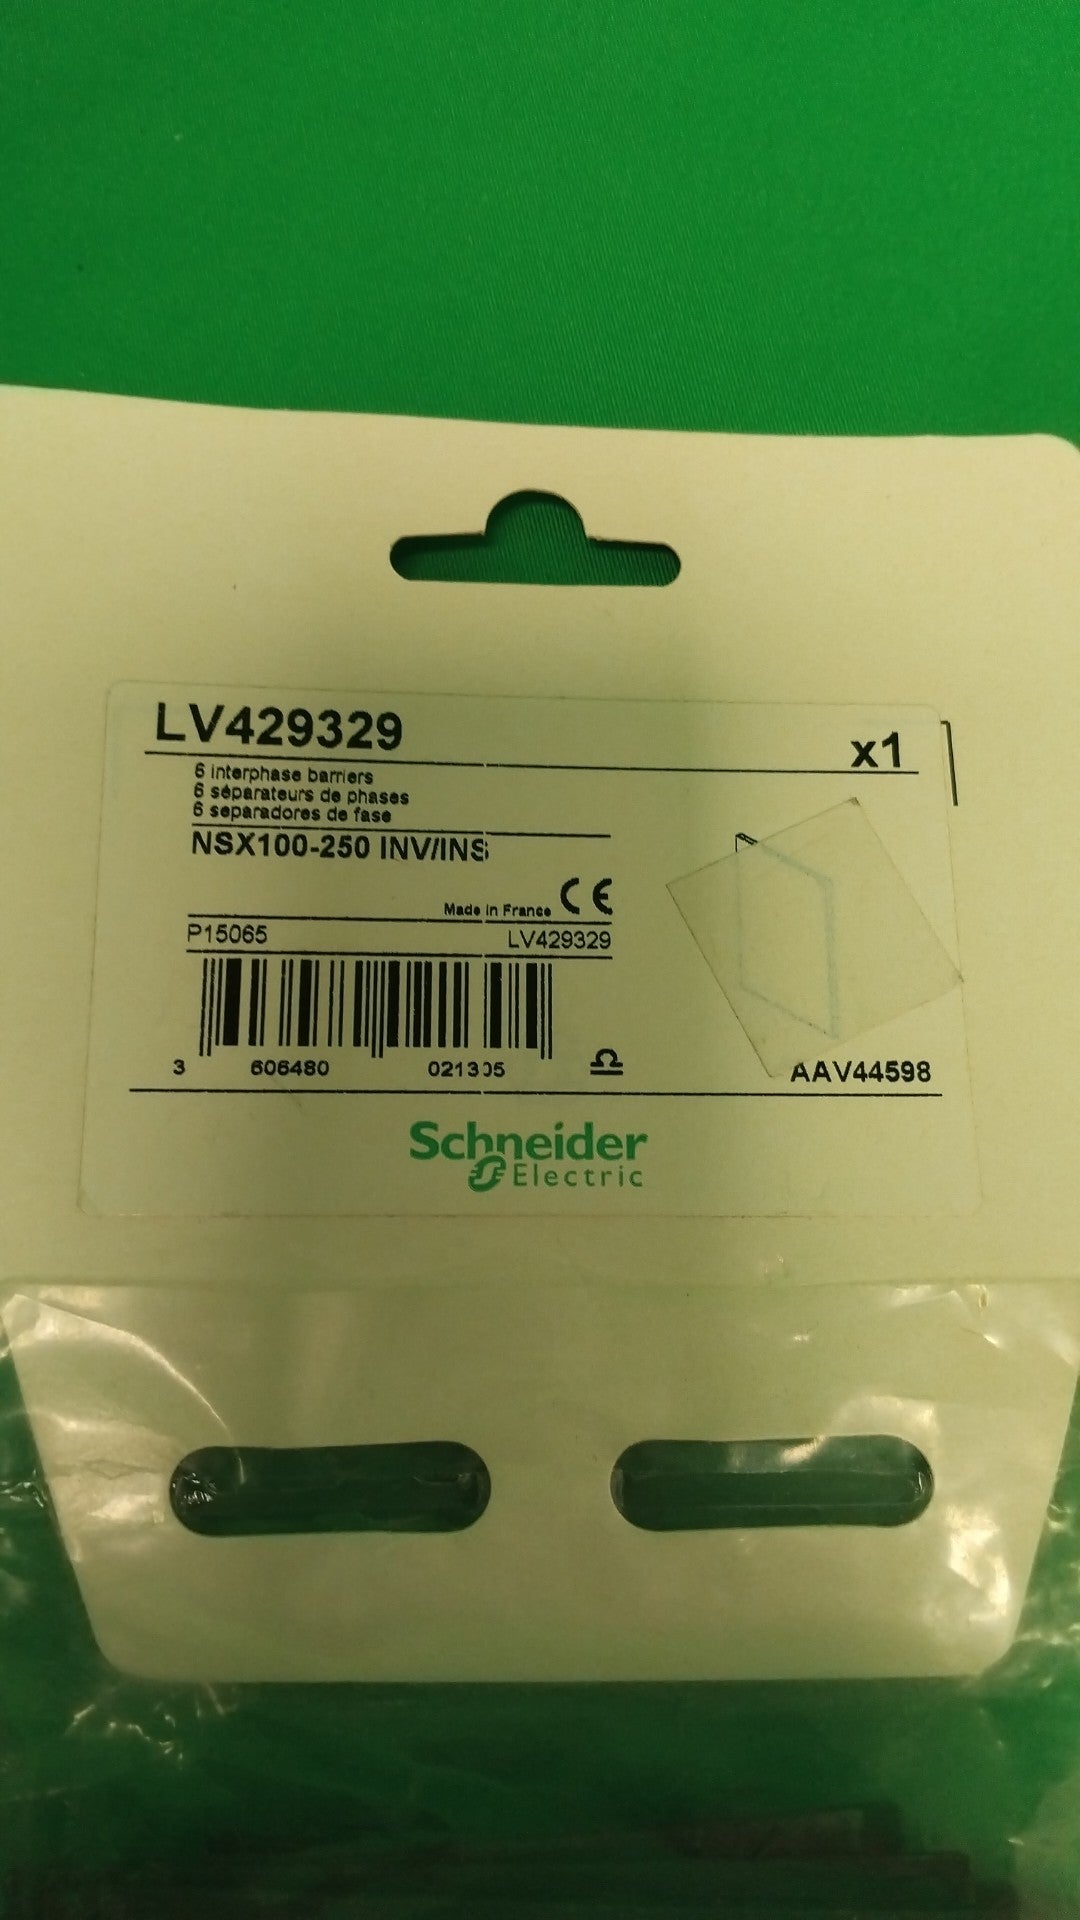 LV429329
x1
6 interphase barriers
6 séparateurs de phases
6 separadores de fase
NSX100-250 INV/INS
Made in France CE
P15065 LV429329
3 606480 021305
AAV44598
Schneider
Electric